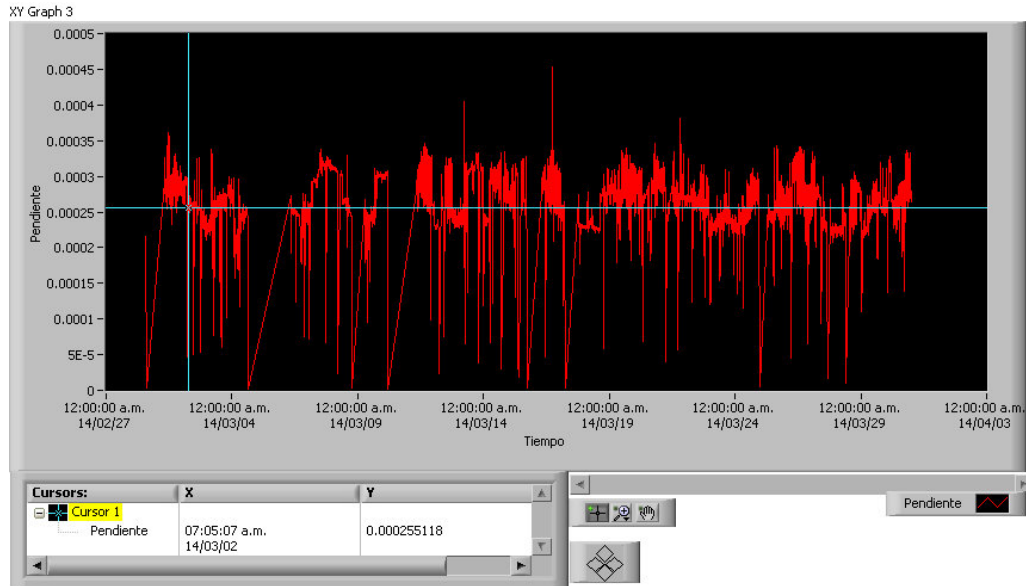 XY Graph 3
0.0005
0.00045
0.0004
0.00035
0.0003
0.00025
0.0002
0.00015
0.0001
5E-5
0
Pendiente
12:00:00 a.m. 12:00:00 a.m. 12:00:00 a.m. 12:00:00 a.m. 12:00:00 a.m. 12:00:00 a.m. 12:00:00 a.m. 12:00:00 a.m.
14/02/27 14/03/04 14/03/09 14/03/14 14/03/19 14/03/24 14/03/29 14/04/03
Tiempo
Cursors: X Y
Cursor 1
Pendiente 07:05:07 a.m. 0.000255118
14/03/02
Pendiente